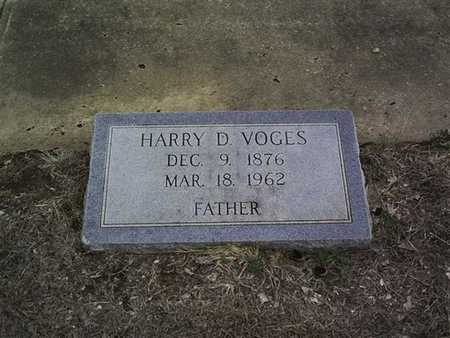 HARRY D. VOGES
DEC. 9. 1876
MAR. 18. 1962
FATHER